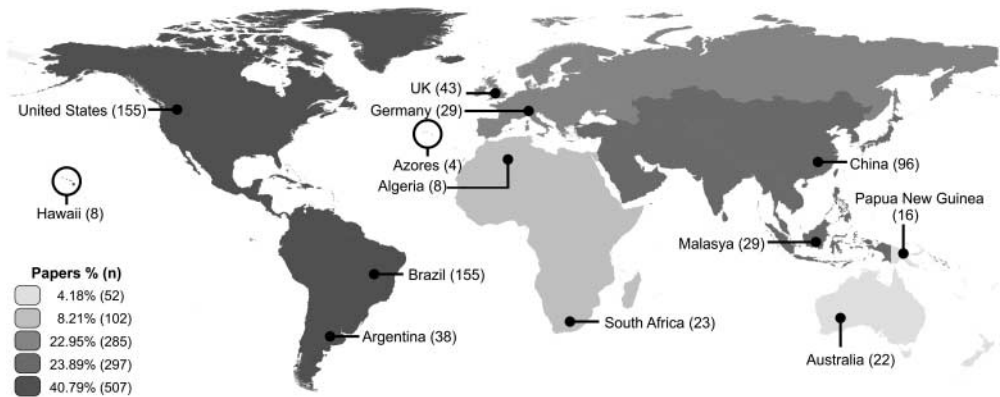 United States (155)
UK (43)
Germany (29)
Azores (4)
Algeria (8)
China (96)
Hawaii (8)
Papua New Guinea
(16)
Malasya (29)
Brazil (155)
Papers % (n)
4.18% (52)
8.21% (102)
22.95% (285)
23.89% (297)
40.79% (507)
Argentina (38)
South Africa (23)
Australia (22)